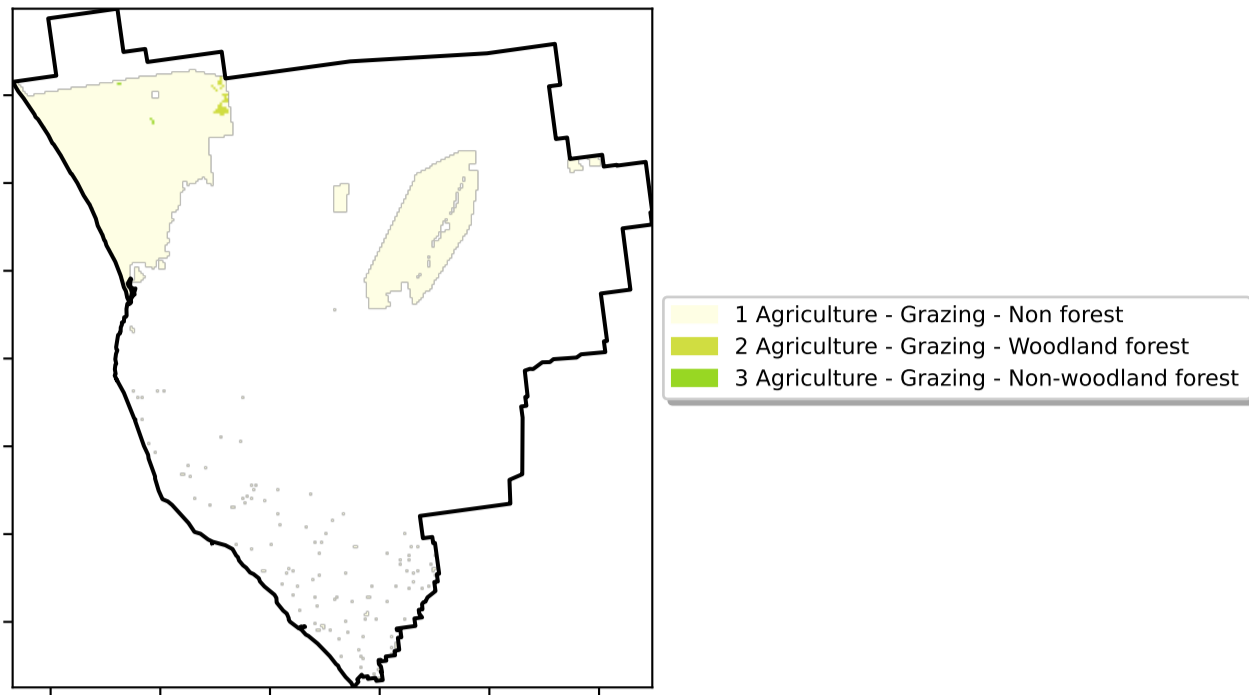 1 Agriculture - Grazing - Non forest
2 Agriculture - Grazing - Woodland forest
3 Agriculture - Grazing - Non-woodland forest